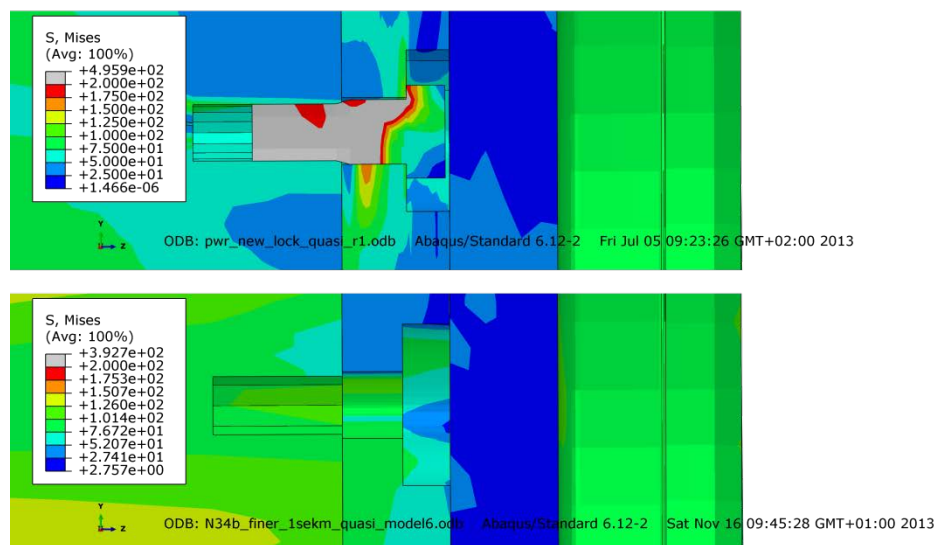 S, Mises
(Avg: 100%)
+4.959e+02
+2.000e+02
+1.750e+02
+1.500e+02
+1.250e+02
+1.000e+02
+7.500e+01
+5.000e+01
+2.500e+01
+1.466e-06
Y
Z
ODB: pwr_new_lock_quasi_r1.odb Abaqus/Standard 6.12-2 Fri Jul 05 09:23:26 GMT+02:00 2013
S, Mises
(Avg: 100%)
+3.927e+02
+2.000e+02
+1.753e+02
+1.507e+02
+1.260e+02
+1.014e+02
+7.672e+01
+5.207e+01
+2.741e+01
+2.757e+00
Y
Z
ODB: N34b_finer_1sekm_quasi_model6.odb Abaqus/Standard 6.12-2 Sat Nov 16 09:45:28 GMT+01:00 2013